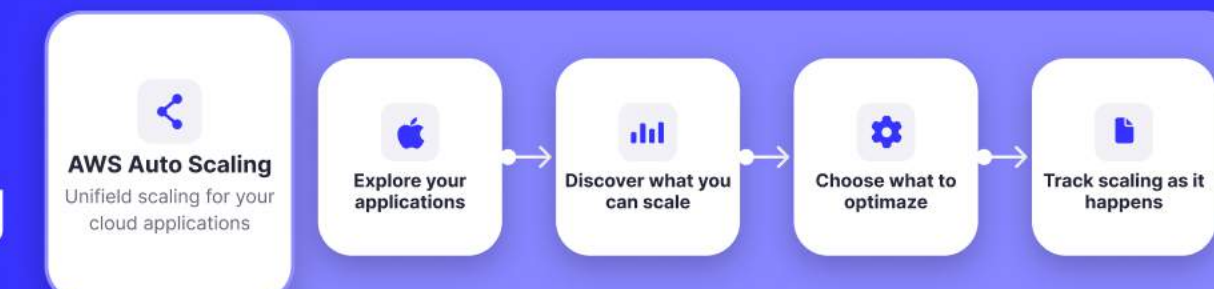 AWS Auto Scaling
Unifield scaling for your
cloud applications
Explore your
applications
Discover what you
can scale
Choose what to
optimaze
Track scaling as it
happens